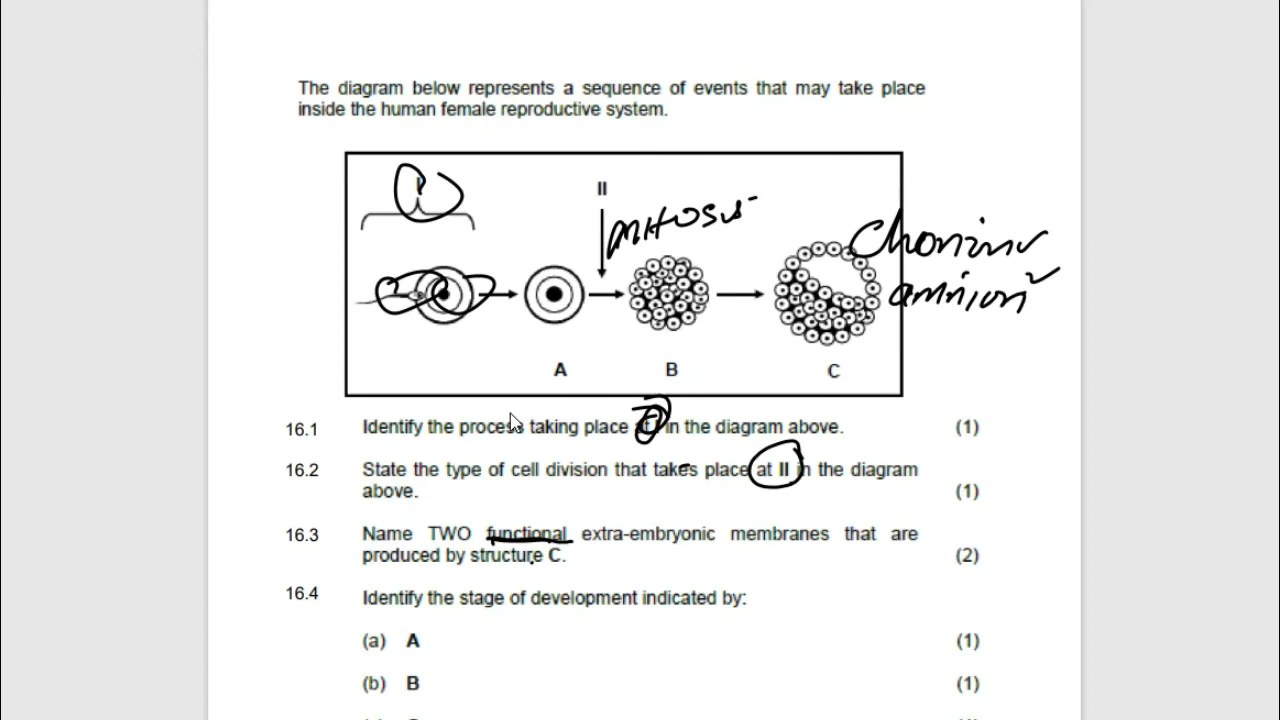 The diagram below represents a sequence of events that may take place
inside the human female reproductive system.
I
II
mitosis
Chorion
amnion
A
B
C
16.1 Identify the process taking place at I in the diagram above. (1)
16.2 State the type of cell division that takes place at II in the diagram
above. (1)
16.3 Name TWO functional extra-embryonic membranes that are
produced by structure C. (2)
16.4 Identify the stage of development indicated by:
(a) A (1)
(b) B (1)